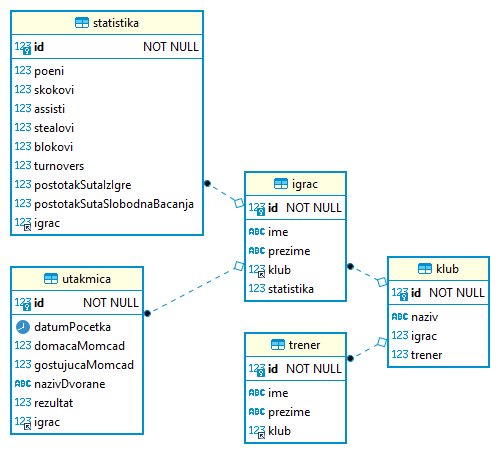 statistika
123 id NOT NULL
123 poeni
123 skokovi
123 assisti
123 stealovi
123 blokovi
123 turnovers
123 postotakSutaIzIgre
123 postotakSutaSlobodnaBacanja
123 igrac
igrac
123 id NOT NULL
ABC ime
ABC prezime
123 klub
123 statistika
utakmica
123 id NOT NULL
datumPocetka
123 domacaMomcad
123 gostujucaMomcad
ABC nazivDvorane
123 rezultat
123 igrac
klub
123 id NOT NULL
ABC naziv
123 igrac
123 trener
trener
123 id NOT NULL
ABC ime
ABC prezime
123 klub